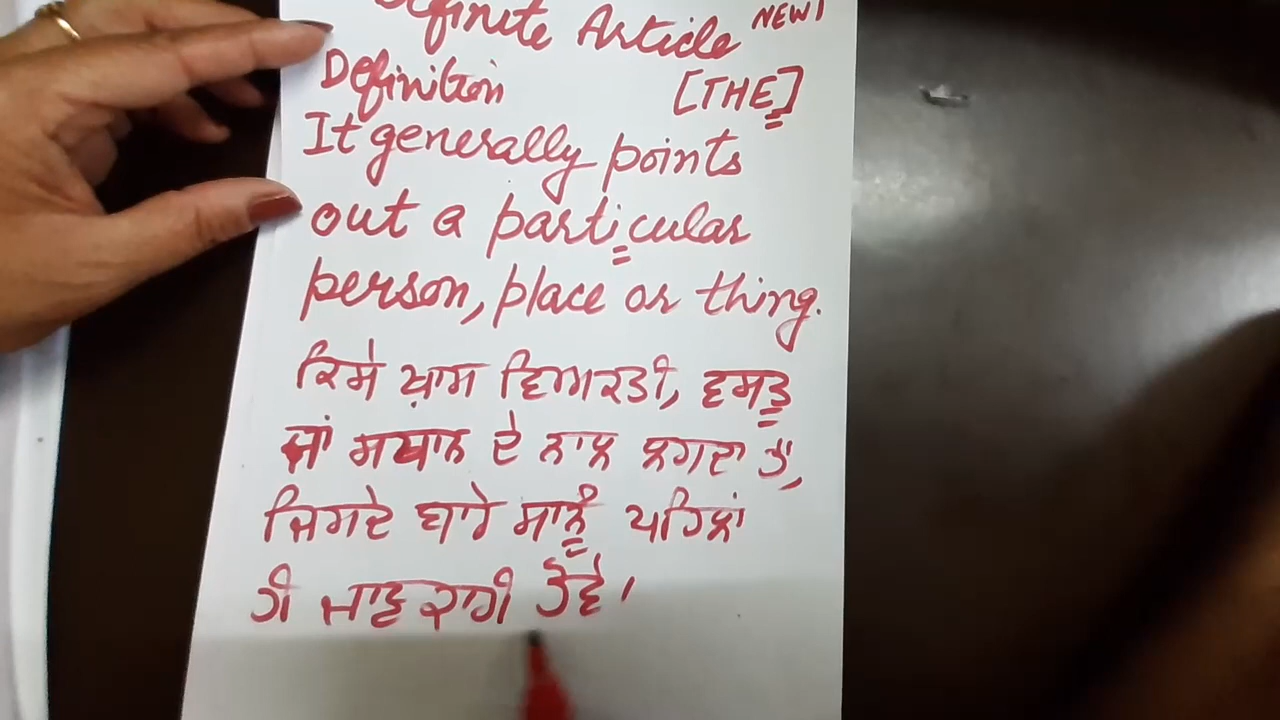 Definite Article NEW!
Definition [THE]
It generally points
out a particular
person, place or thing.
ਕਿਸੇ ਖ਼ਾਸ ਵਿਅਕਤੀ, ਵਸਤੂ
ਜਾਂ ਸਥਾਨ ਦੇ ਨਾਲ ਲਗਦਾ ਹੈ,
ਜਿਸਦੇ ਬਾਰੇ ਸਾਨੂੰ ਪਹਿਲਾਂ
ਹੀ ਜਾਣਕਾਰੀ ਹੋਵੇ।